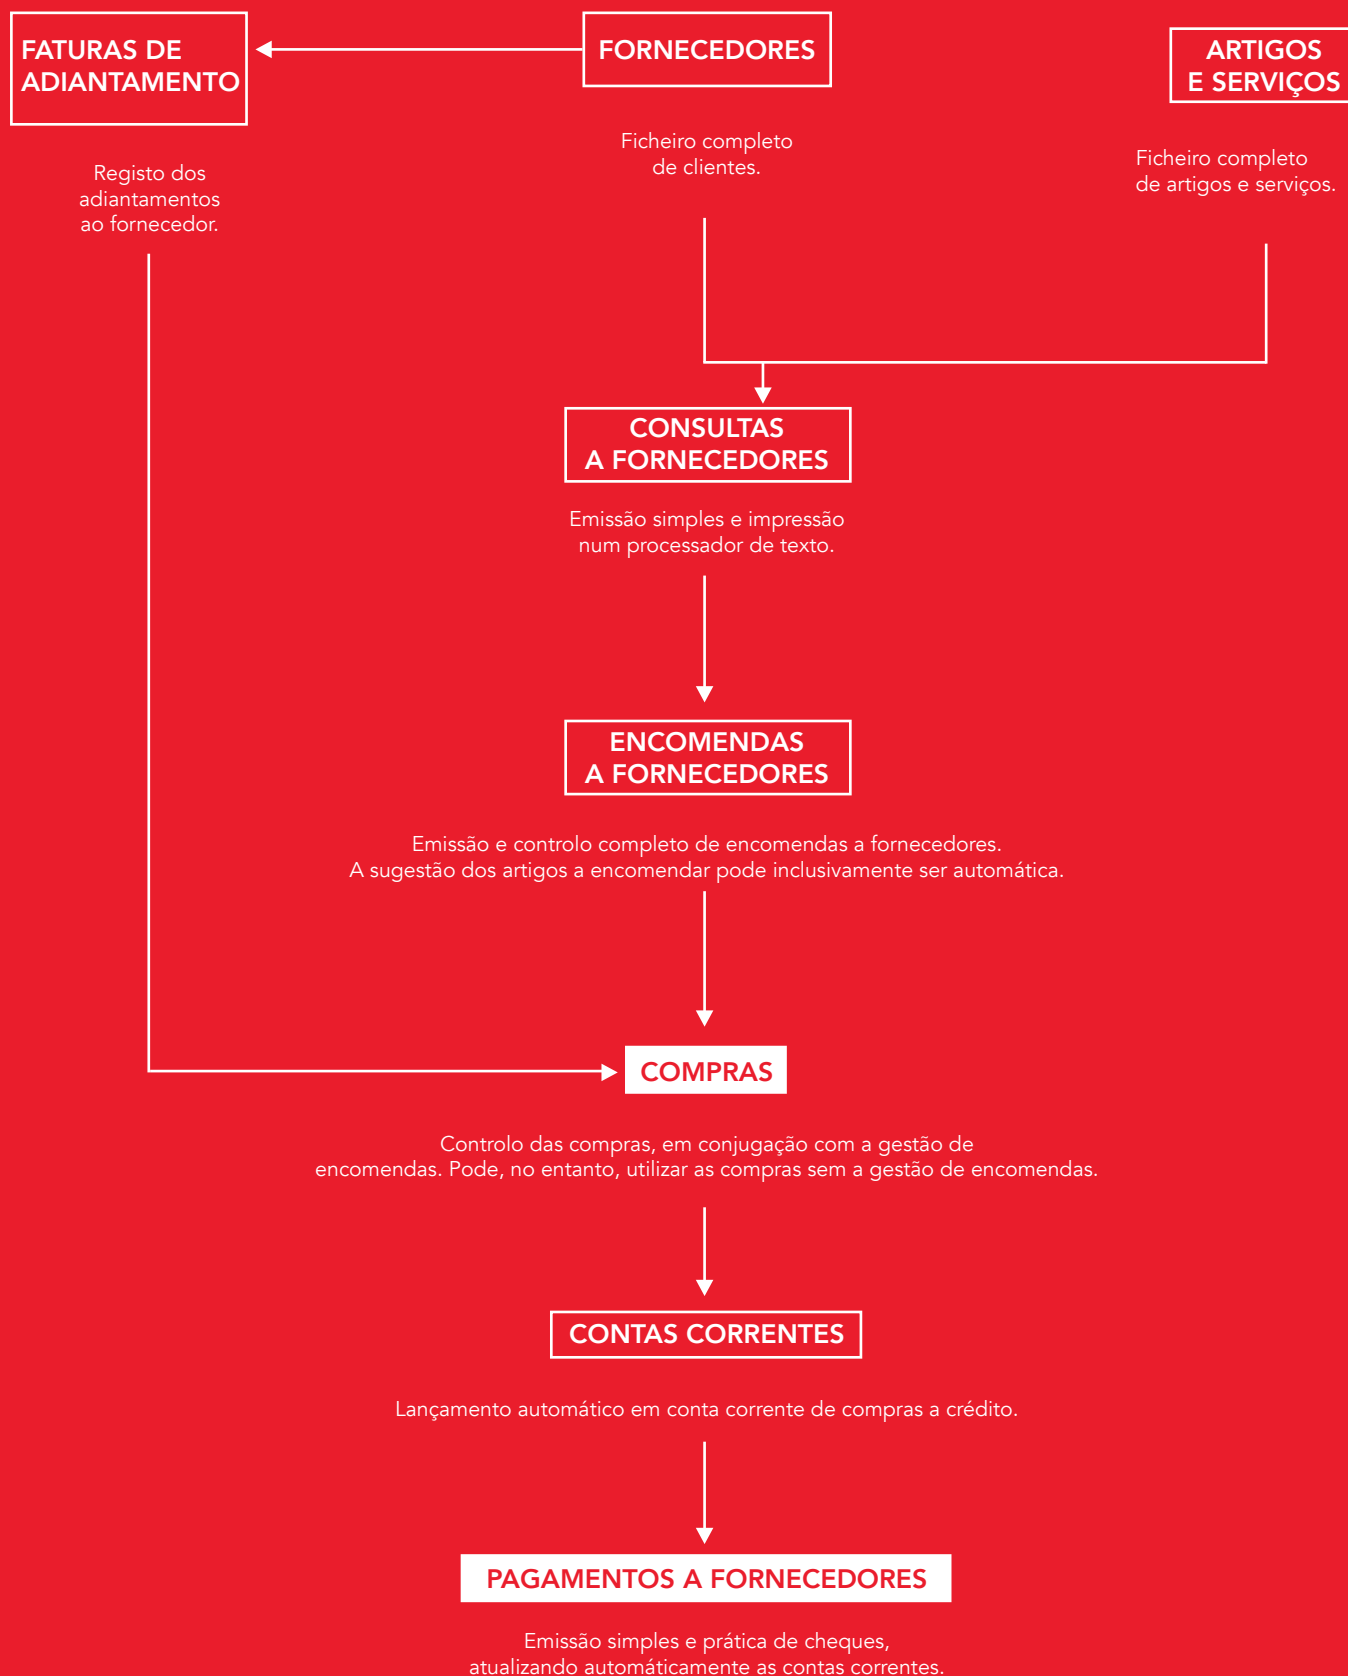 FATURAS DE
ADIANTAMENTO
Registo dos
adiantamentos
ao fornecedor.
FORNECEDORES
Ficheiro completo
de clientes.
ARTIGOS
E SERVIÇOS
Ficheiro completo
de artigos e serviços.
CONSULTAS
A FORNECEDORES
Emissão simples e impressão
num processador de texto.
ENCOMENDAS
A FORNECEDORES
Emissão e controlo completo de encomendas a fornecedores.
A sugestão dos artigos a encomendar pode inclusivamente ser automática.
COMPRAS
Controlo das compras, em conjugação com a gestão de
encomendas. Pode, no entanto, utilizar as compras sem a gestão de encomendas.
CONTAS CORRENTES
Lançamento automático em conta corrente de compras a crédito.
PAGAMENTOS A FORNECEDORES
Emissão simples e prática de cheques,
atualizando automáticamente as contas correntes.